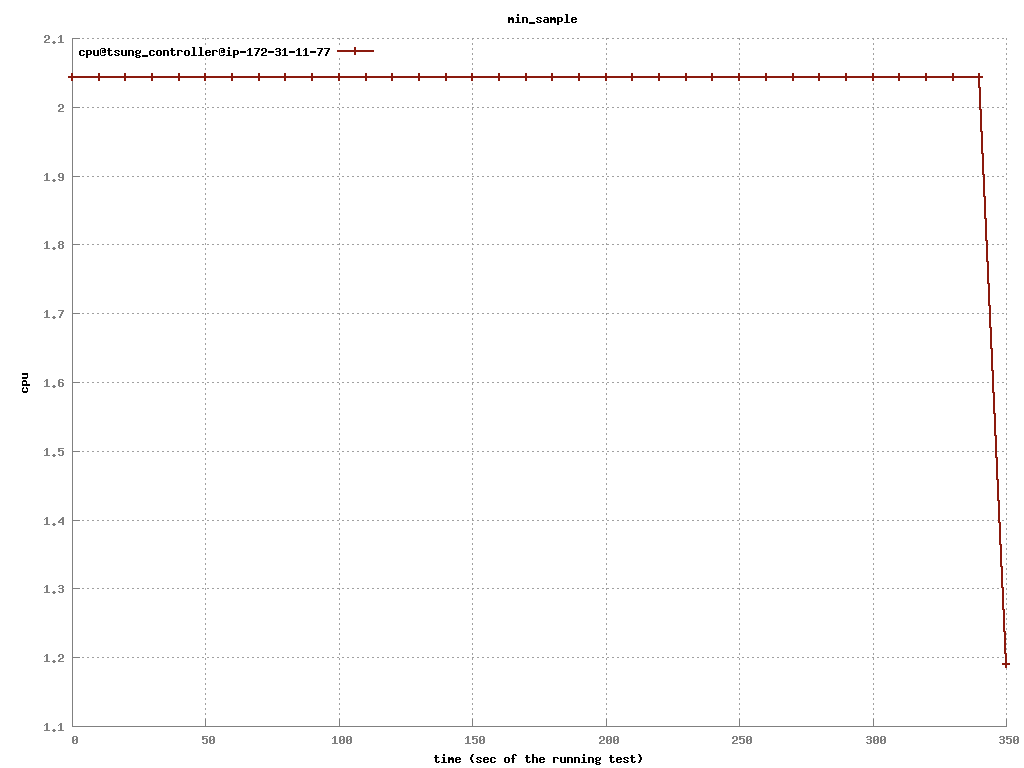 min_sample
cpu@tsung_controller@ip-172-31-11-77
2.1
2
1.9
1.8
1.7
1.6
1.5
1.4
1.3
1.2
1.1
cpu
0 50 100 150 200 250 300 350
time (sec of the running test)